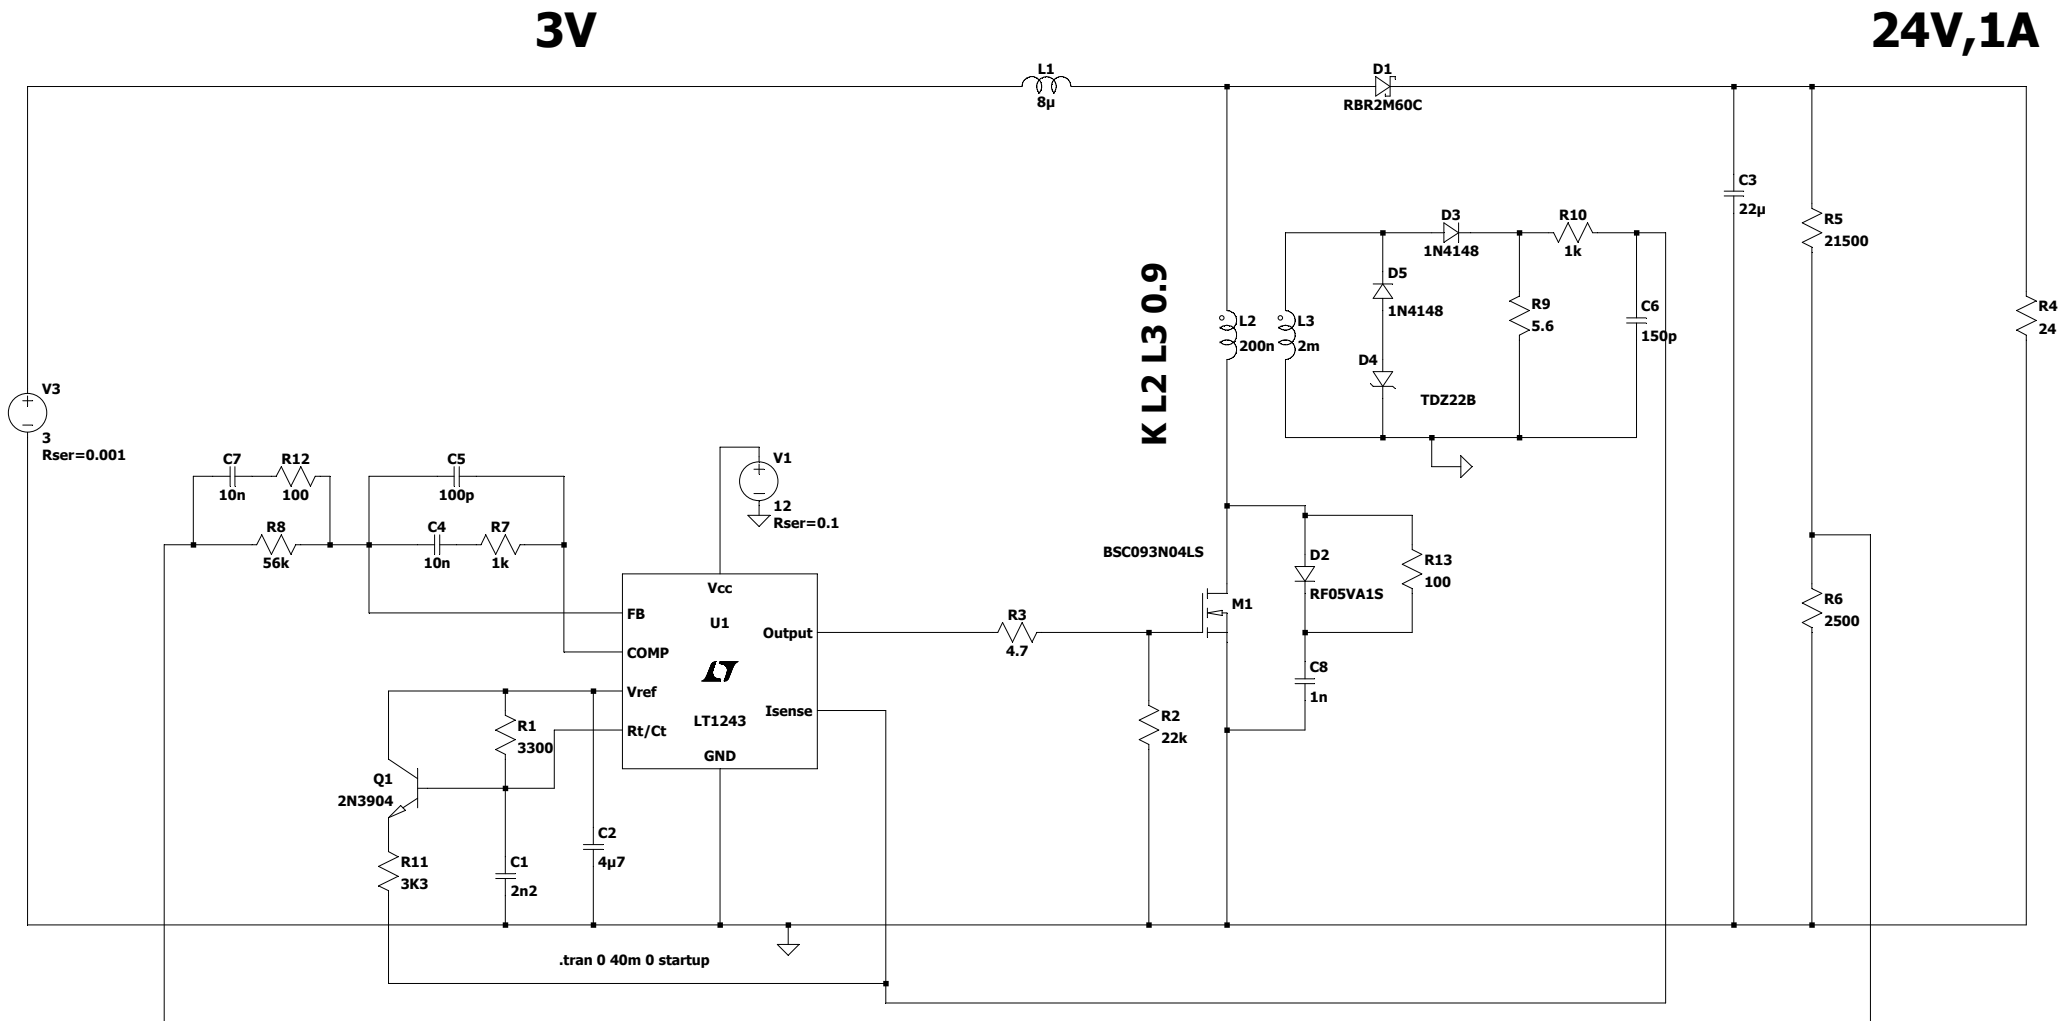 3V
24V,1A
L1
8µ
D1
RBR2M60C
C3
22µ
R5
21500
D3
1N4148
R10
1k
K L2 L3 0.9
D5
1N4148
R9
5.6
C6
150p
R4
24
L2
200n
L3
2m
D4
TDZ22B
V3
3
Rser=0.001
C7
10n
R12
100
C5
100p
V1
12
Rser=0.1
R8
56k
C4
10n
R7
1k
BSC093N04LS
D2
RF05VA1S
R13
100
Vcc
FB
U1
Output
COMP
Vref
LT1243
Isense
Rt/Ct
GND
R3
4.7
M1
R6
2500
C8
1n
R2
22k
R1
3300
Q1
2N3904
C2
4µ7
R11
3K3
C1
2n2
.tran 0 40m 0 startup